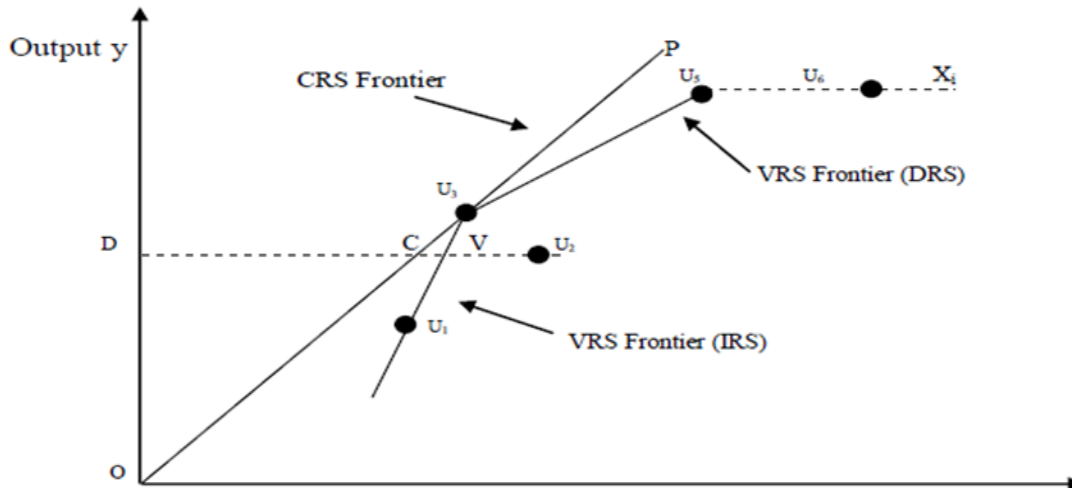 Output y
P
CRS Frontier
U₅
U₆
Xᵢ
VRS Frontier (DRS)
U₃
D
C
V
U₂
U₁
VRS Frontier (IRS)
O